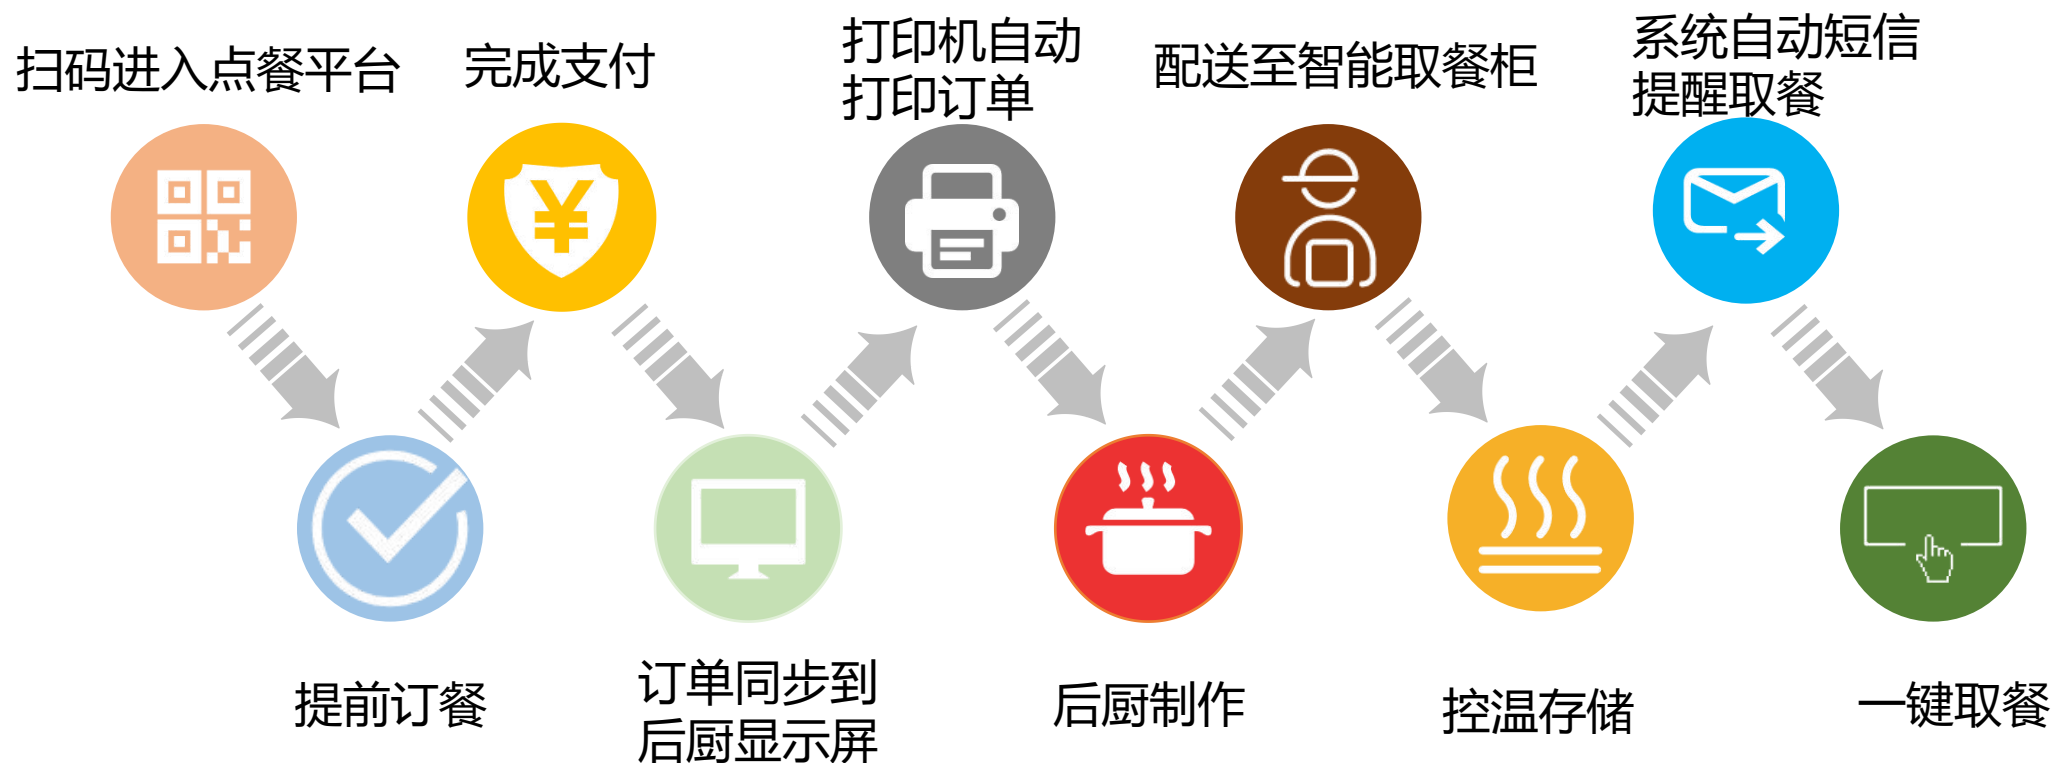 扫码进入点餐平台
提前订餐
完成支付
订单同步到
后厨显示屏
打印机自动
打印订单
后厨制作
配送至智能取餐柜
控温存储
系统自动短信
提醒取餐
一键取餐